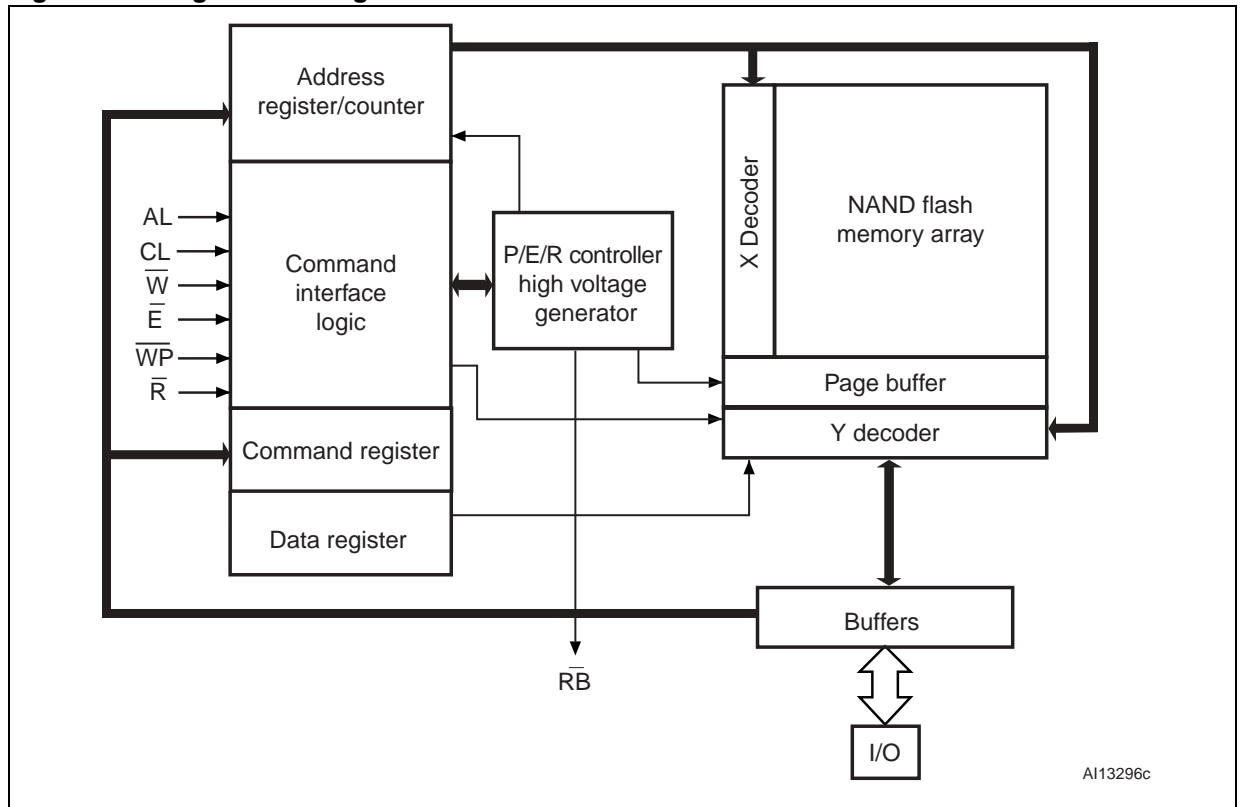 Address
register/counter
AL
CL
W̅
E̅
W̅P̅
R̅
Command
interface
logic
Command register
Data register
P/E/R controller
high voltage
generator
RB̅
X Decoder
NAND flash
memory array
Page buffer
Y decoder
Buffers
I/O
AI13296c